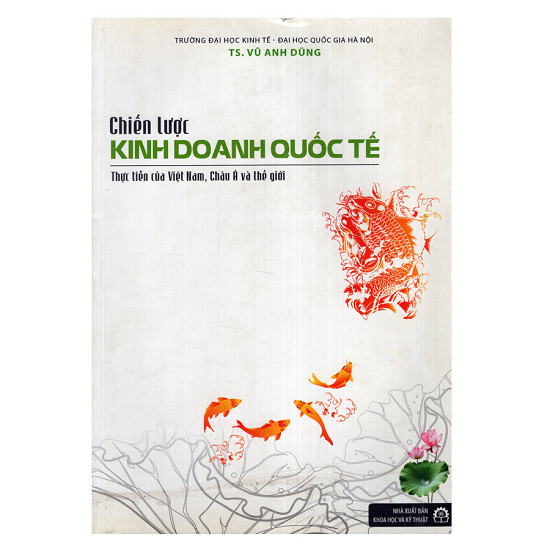 TRƯỜNG ĐẠI HỌC KINH TẾ - ĐẠI HỌC QUỐC GIA HÀ NỘI
TS. VŨ ANH DŨNG
Chiến lược
KINH DOANH QUỐC TẾ
Thực tiễn của Việt Nam, Châu Á và thế giới
NHÀ XUẤT BẢN
KHOA HỌC VÀ KỸ THUẬT